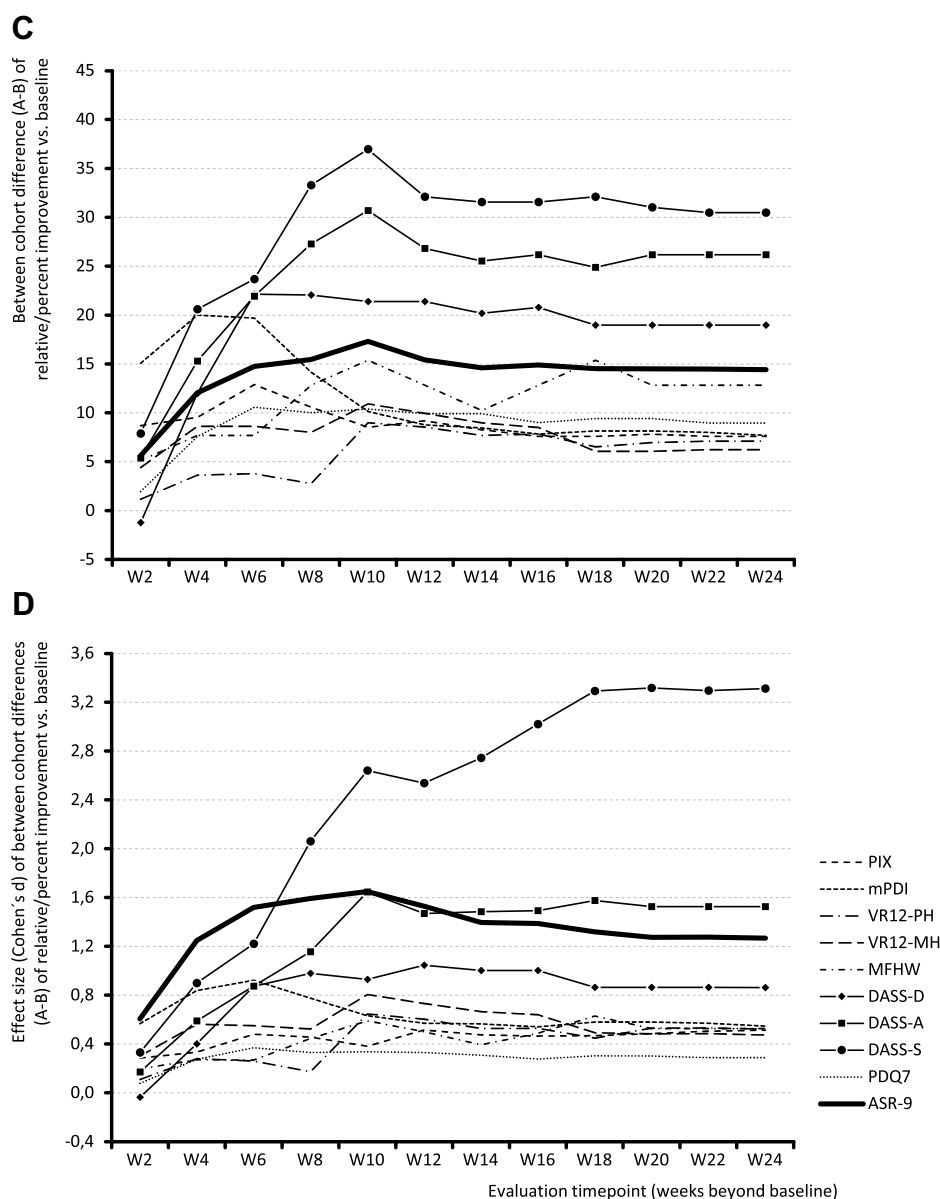 C
Between cohort difference (A-B) of
relative/percent improvement vs. baseline
45
40
35
30
25
20
15
10
5
0
-5
W2 W4 W6 W8 W10 W12 W14 W16 W18 W20 W22 W24
D
Effect size (Cohen´s d) of between cohort differences
(A-B) of relative/percent improvement vs. baseline
3,6
3,2
2,8
2,4
2,0
1,6
1,2
0,8
0,4
0,0
-0,4
W2 W4 W6 W8 W10 W12 W14 W16 W18 W20 W22 W24
Evaluation timepoint (weeks beyond baseline)
PIX
mPDI
VR12-PH
VR12-MH
MFHW
DASS-D
DASS-A
DASS-S
PDQ7
ASR-9